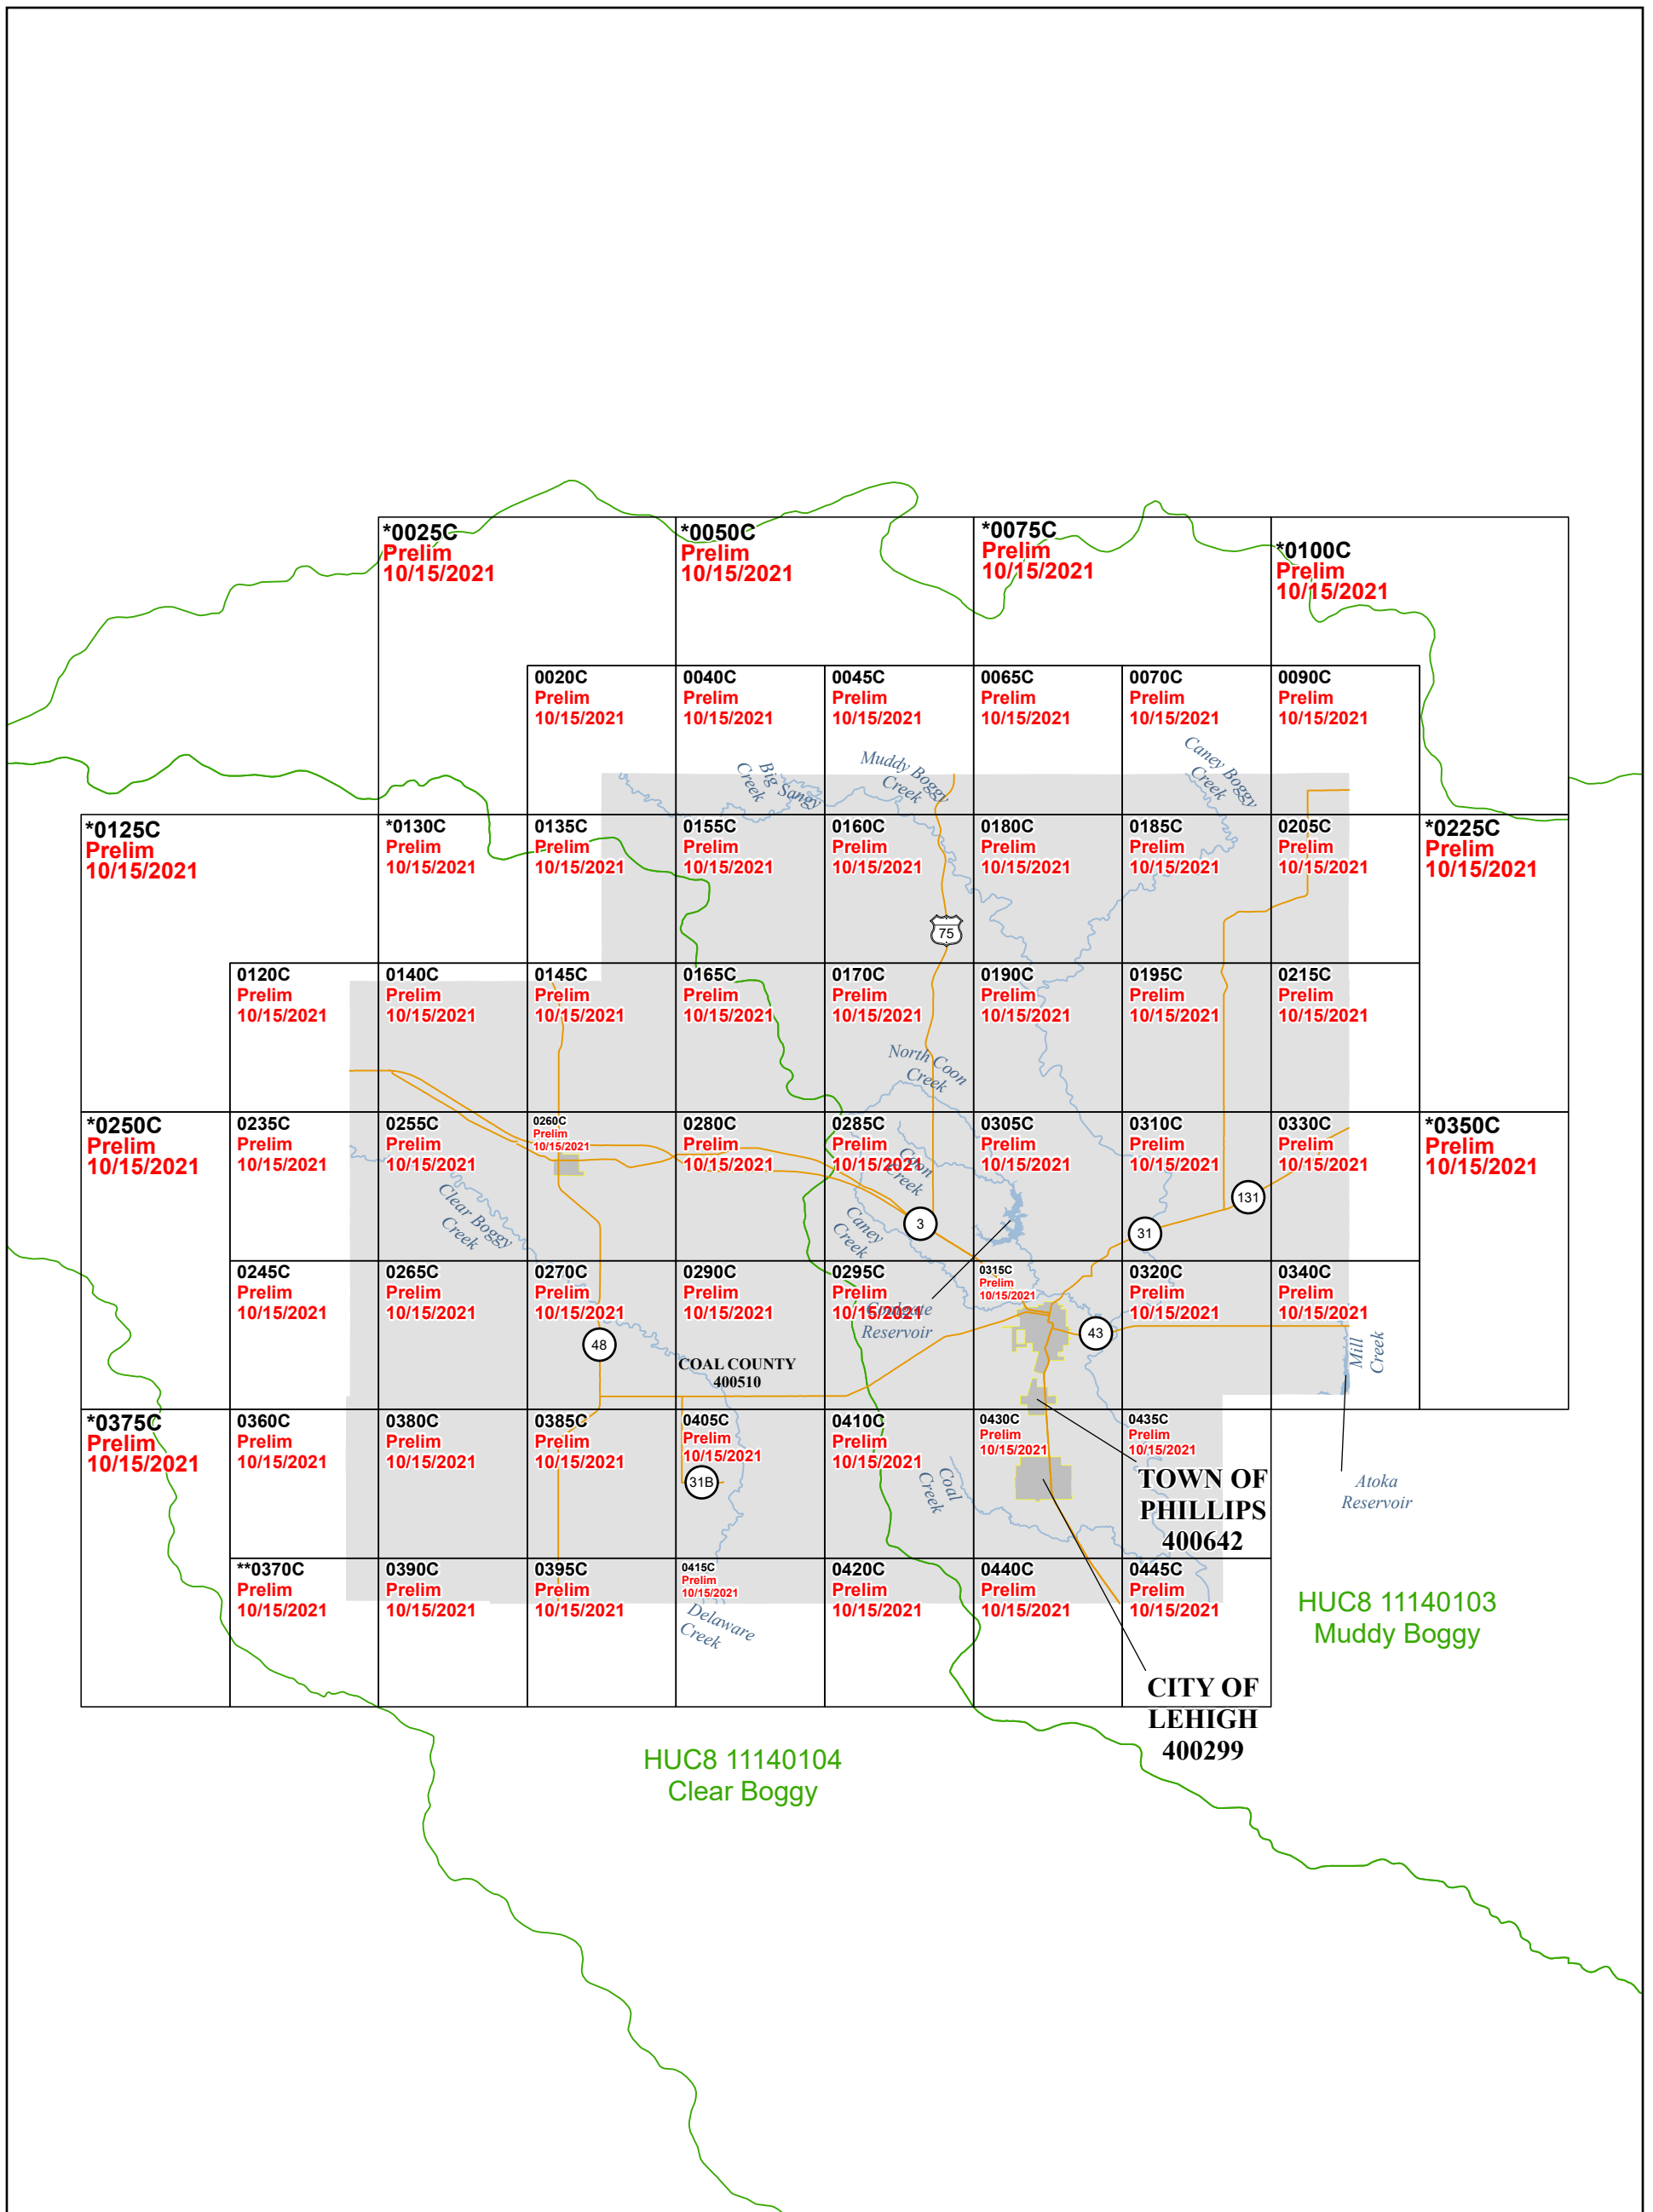 *0025C
Prelim
10/15/2021
*0050C
Prelim
10/15/2021
*0075C
Prelim
10/15/2021
*0100C
Prelim
10/15/2021
0020C
Prelim
10/15/2021
0040C
Prelim
10/15/2021
0045C
Prelim
10/15/2021
0065C
Prelim
10/15/2021
0070C
Prelim
10/15/2021
0090C
Prelim
10/15/2021
Big Sangy
Creek
Muddy Boggy
Creek
Caney Boggy
Creek
*0125C
Prelim
10/15/2021
*0130C
Prelim
10/15/2021
0135C
Prelim
10/15/2021
0155C
Prelim
10/15/2021
0160C
Prelim
10/15/2021
0180C
Prelim
10/15/2021
0185C
Prelim
10/15/2021
0205C
Prelim
10/15/2021
*0225C
Prelim
10/15/2021
75
0120C
Prelim
10/15/2021
0140C
Prelim
10/15/2021
0145C
Prelim
10/15/2021
0165C
Prelim
10/15/2021
0170C
Prelim
10/15/2021
0190C
Prelim
10/15/2021
0195C
Prelim
10/15/2021
0215C
Prelim
10/15/2021
North Coon
Creek
*0250C
Prelim
10/15/2021
0235C
Prelim
10/15/2021
0255C
Prelim
10/15/2021
0260C
Prelim
10/15/2021
0280C
Prelim
10/15/2021
0285C
Prelim
10/15/2021
0305C
Prelim
10/15/2021
0310C
Prelim
10/15/2021
0330C
Prelim
10/15/2021
*0350C
Prelim
10/15/2021
Coon
Creek
Clear Boggy
Creek
Caney
Creek
3
31
131
0245C
Prelim
10/15/2021
0265C
Prelim
10/15/2021
0270C
Prelim
10/15/2021
0290C
Prelim
10/15/2021
0295C
Prelim
10/15/2021
0315C
Prelim
10/15/2021
0320C
Prelim
10/15/2021
0340C
Prelim
10/15/2021
Coalgate
Reservoir
48
43
Mill
Creek
COAL COUNTY
400510
*0375C
Prelim
10/15/2021
0360C
Prelim
10/15/2021
0380C
Prelim
10/15/2021
0385C
Prelim
10/15/2021
0405C
Prelim
10/15/2021
0410C
Prelim
10/15/2021
0430C
Prelim
10/15/2021
0435C
Prelim
10/15/2021
31B
Coal
Creek
TOWN OF
PHILLIPS
400642
Atoka
Reservoir
**0370C
Prelim
10/15/2021
0390C
Prelim
10/15/2021
0395C
Prelim
10/15/2021
0415C
Prelim
10/15/2021
0420C
Prelim
10/15/2021
0440C
Prelim
10/15/2021
0445C
Prelim
10/15/2021
Delaware
Creek
HUC8 11140103
Muddy Boggy
CITY OF
LEHIGH
400299
HUC8 11140104
Clear Boggy